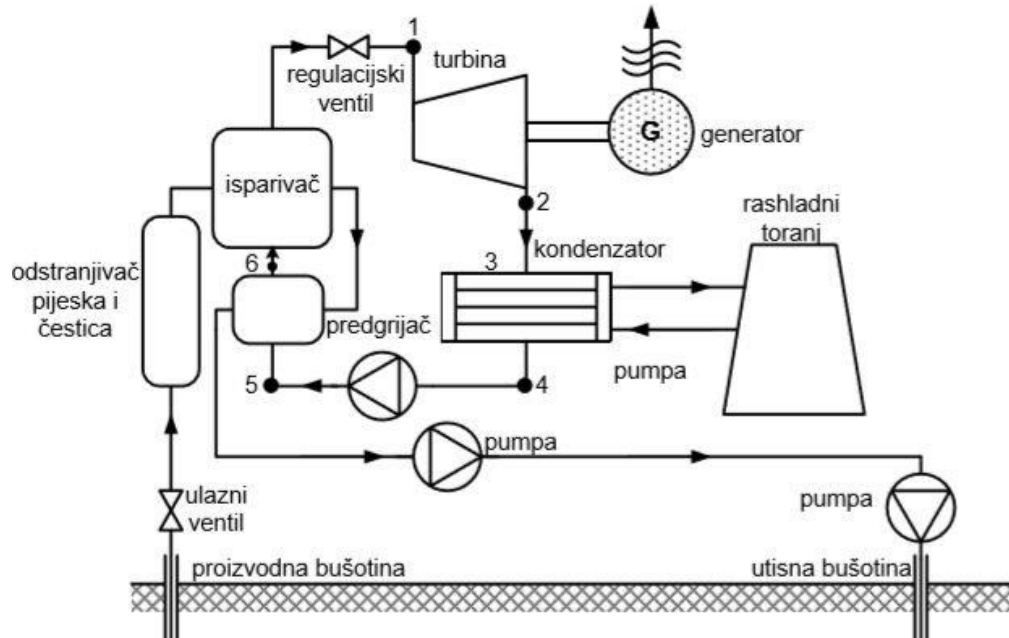 1
turbina
regulacijski
ventil
G
generator
isparivač
2
rashladni
toranj
kondenzator
3
odstranjivač
pijeska i
čestica
6
predgrijač
pumpa
5
4
pumpa
ulazni
ventil
pumpa
proizvodna bušotina
utisna bušotina